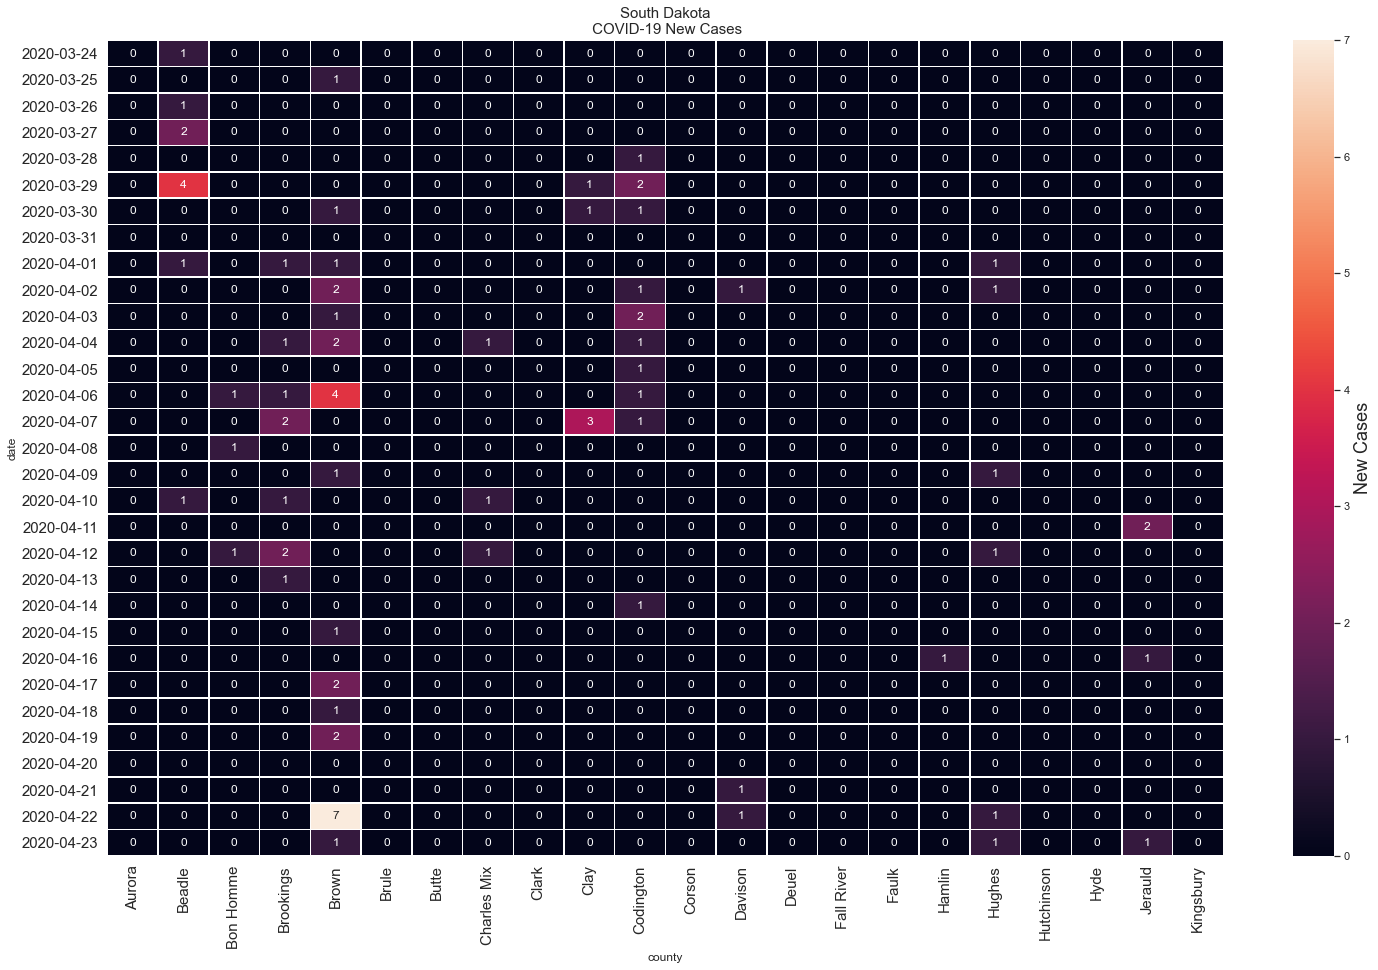 South Dakota
COVID-19 New Cases
2020-03-24 0 1 0 0 0 0 0 0 0 0 0 0 0 0 0 0 0 0 0 0 0 0
2020-03-25 0 0 0 0 1 0 0 0 0 0 0 0 0 0 0 0 0 0 0 0 0 0
2020-03-26 0 1 0 0 0 0 0 0 0 0 0 0 0 0 0 0 0 0 0 0 0 0
2020-03-27 0 2 0 0 0 0 0 0 0 0 0 0 0 0 0 0 0 0 0 0 0 0
2020-03-28 0 0 0 0 0 0 0 0 0 0 1 0 0 0 0 0 0 0 0 0 0 0
2020-03-29 0 4 0 0 0 0 0 0 0 1 2 0 0 0 0 0 0 0 0 0 0 0
2020-03-30 0 0 0 0 1 0 0 0 0 1 1 0 0 0 0 0 0 0 0 0 0 0
2020-03-31 0 0 0 0 0 0 0 0 0 0 0 0 0 0 0 0 0 0 0 0 0 0
2020-04-01 0 1 0 1 1 0 0 0 0 0 0 0 0 0 0 0 0 1 0 0 0 0
2020-04-02 0 0 0 0 2 0 0 0 0 0 1 0 1 0 0 0 0 1 0 0 0 0
2020-04-03 0 0 0 0 1 0 0 0 0 0 2 0 0 0 0 0 0 0 0 0 0 0
2020-04-04 0 0 0 1 2 0 0 1 0 0 1 0 0 0 0 0 0 0 0 0 0 0
2020-04-05 0 0 0 0 0 0 0 0 0 0 1 0 0 0 0 0 0 0 0 0 0 0
2020-04-06 0 0 1 1 4 0 0 0 0 0 1 0 0 0 0 0 0 0 0 0 0 0
2020-04-07 0 0 0 2 0 0 0 0 0 3 1 0 0 0 0 0 0 0 0 0 0 0
2020-04-08 0 0 1 0 0 0 0 0 0 0 0 0 0 0 0 0 0 0 0 0 0 0
2020-04-09 0 0 0 0 1 0 0 0 0 0 0 0 0 0 0 0 0 1 0 0 0 0
2020-04-10 0 1 0 1 0 0 0 1 0 0 0 0 0 0 0 0 0 0 0 0 0 0
2020-04-11 0 0 0 0 0 0 0 0 0 0 0 0 0 0 0 0 0 0 0 0 2 0
2020-04-12 0 0 1 2 0 0 0 1 0 0 0 0 0 0 0 0 0 1 0 0 0 0
2020-04-13 0 0 0 1 0 0 0 0 0 0 0 0 0 0 0 0 0 0 0 0 0 0
2020-04-14 0 0 0 0 0 0 0 0 0 0 1 0 0 0 0 0 0 0 0 0 0 0
2020-04-15 0 0 0 0 1 0 0 0 0 0 0 0 0 0 0 0 0 0 0 0 0 0
2020-04-16 0 0 0 0 0 0 0 0 0 0 0 0 0 0 0 0 1 0 0 0 1 0
2020-04-17 0 0 0 0 2 0 0 0 0 0 0 0 0 0 0 0 0 0 0 0 0 0
2020-04-18 0 0 0 0 1 0 0 0 0 0 0 0 0 0 0 0 0 0 0 0 0 0
2020-04-19 0 0 0 0 2 0 0 0 0 0 0 0 0 0 0 0 0 0 0 0 0 0
2020-04-20 0 0 0 0 0 0 0 0 0 0 0 0 0 0 0 0 0 0 0 0 0 0
2020-04-21 0 0 0 0 0 0 0 0 0 0 0 0 1 0 0 0 0 0 0 0 0 0
2020-04-22 0 0 0 0 7 0 0 0 0 0 0 0 1 0 0 0 0 1 0 0 0 0
2020-04-23 0 0 0 0 1 0 0 0 0 0 0 0 0 0 0 0 0 1 0 0 1 0
date
Aurora
Beadle
Bon Homme
Brookings
Brown
Brule
Butte
Charles Mix
Clark
Clay
Codington
Corson
Davison
Deuel
Fall River
Faulk
Hamlin
Hughes
Hutchinson
Hyde
Jerauld
Kingsbury
county
7
6
5
4
3
2
1
0
New Cases